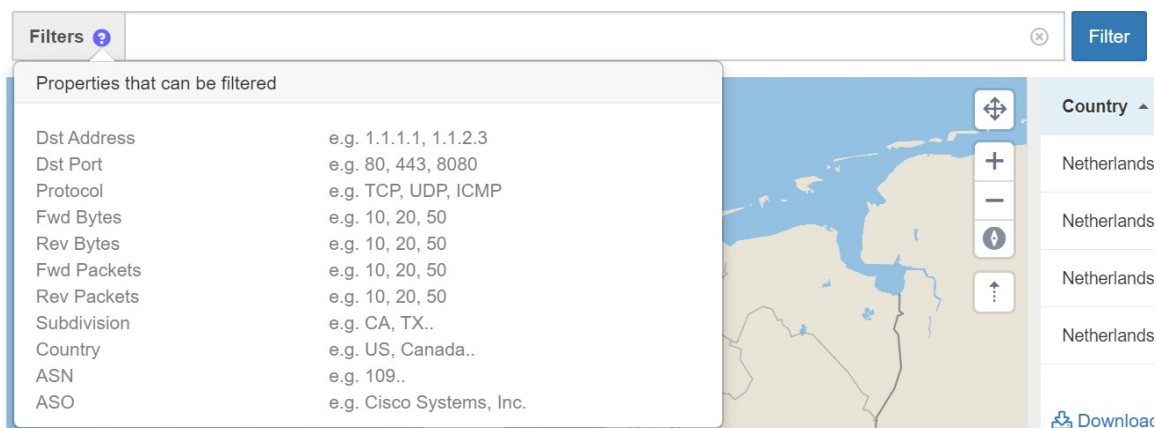 Filters ?
Filter
Properties that can be filtered
Dst Address e.g. 1.1.1.1, 1.1.2.3
Dst Port e.g. 80, 443, 8080
Protocol e.g. TCP, UDP, ICMP
Fwd Bytes e.g. 10, 20, 50
Rev Bytes e.g. 10, 20, 50
Fwd Packets e.g. 10, 20, 50
Rev Packets e.g. 10, 20, 50
Subdivision e.g. CA, TX..
Country e.g. US, Canada..
ASN e.g. 109..
ASO e.g. Cisco Systems, Inc.
Country
Netherlands
Netherlands
Netherlands
Netherlands
Download